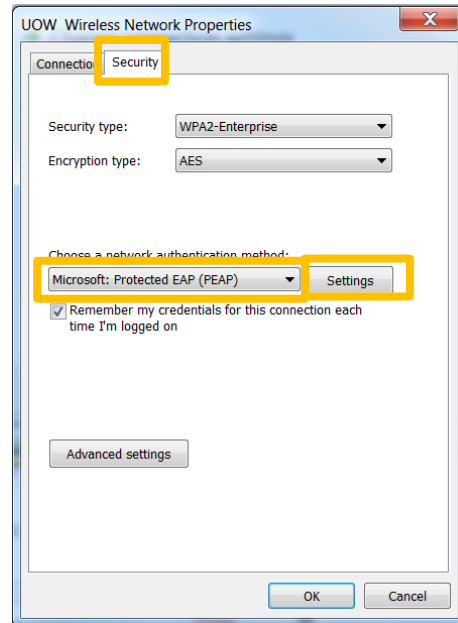 UOW Wireless Network Properties
X
Connection Security
Security type: WPA2-Enterprise
Encryption type: AES
Choose a network authentication method:
Microsoft: Protected EAP (PEAP) Settings
Remember my credentials for this connection each
time I'm logged on
Advanced settings
OK Cancel